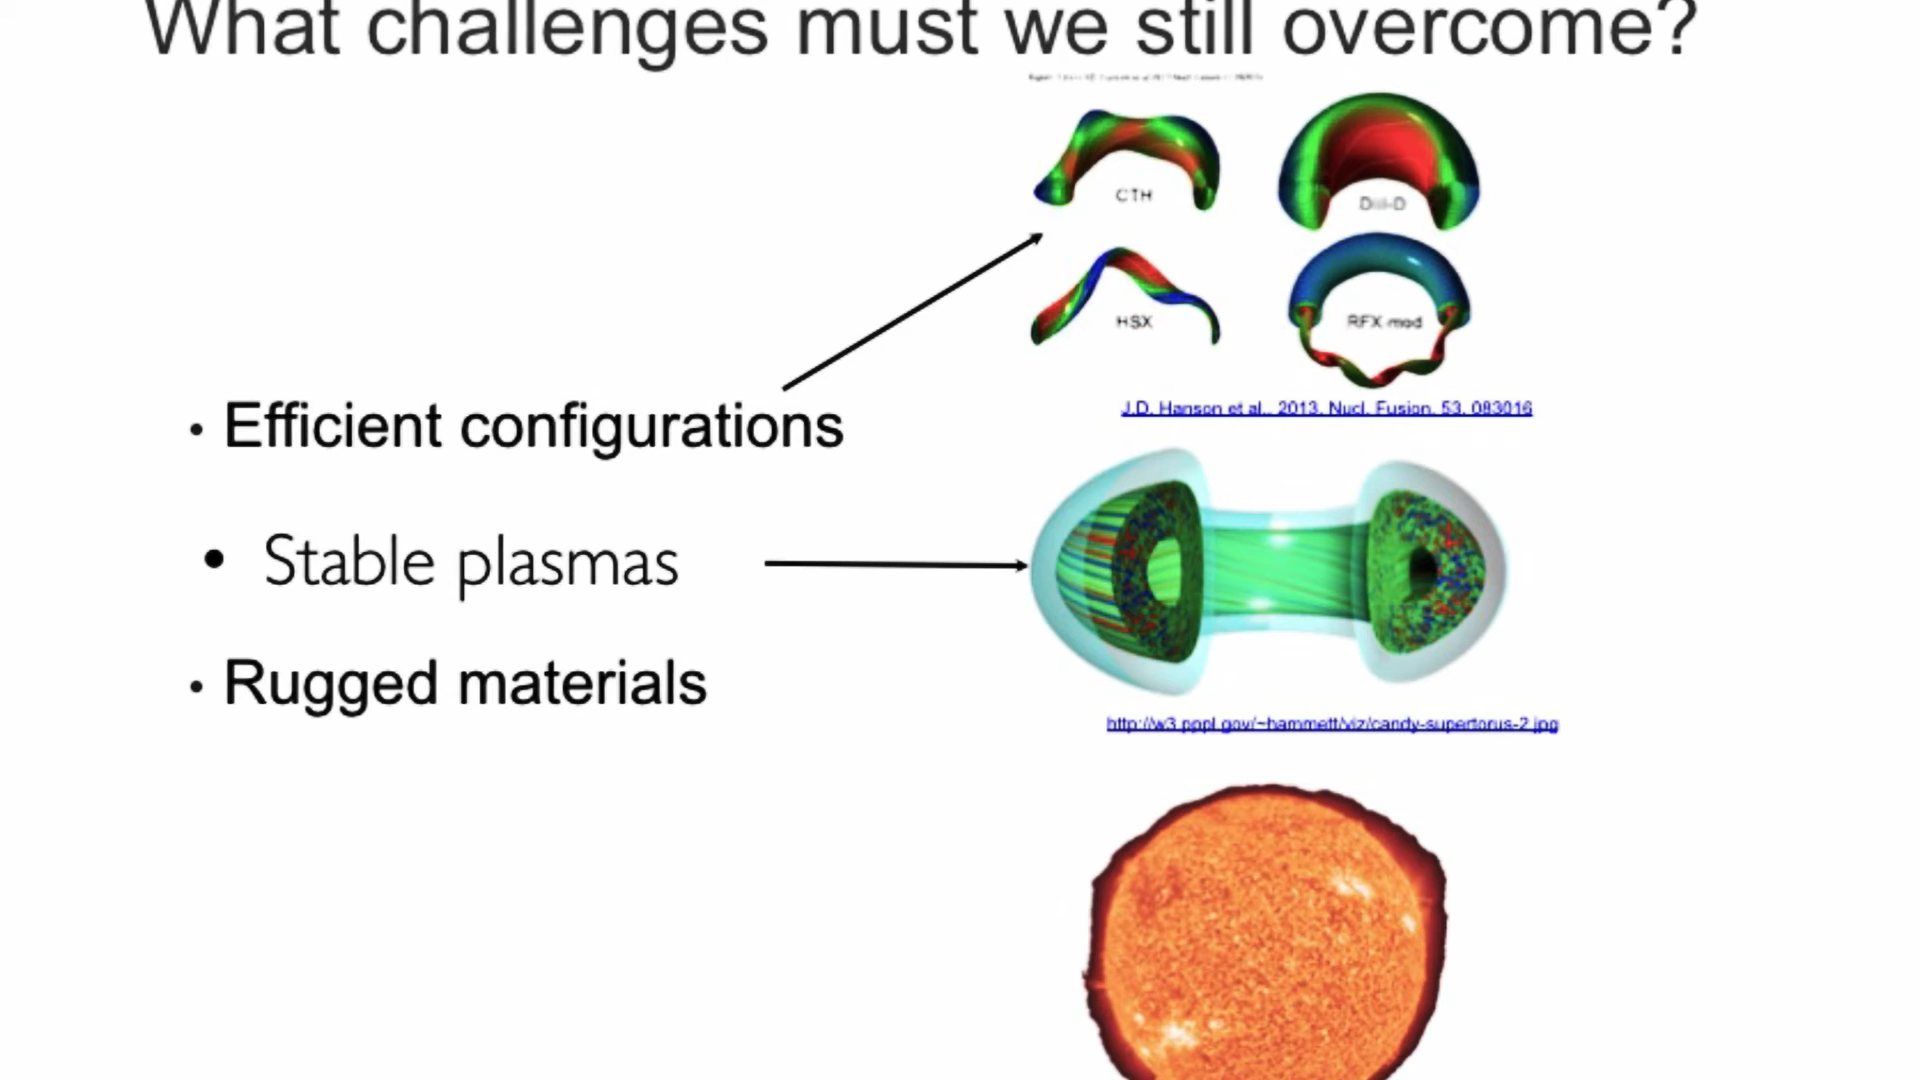 What challenges must we still overcome?
CTH
DIII-D
HSX
RFX-mod
J.D. Hanson et al., 2013, Nucl. Fusion, 53, 083016
• Efficient configurations
• Stable plasmas
• Rugged materials
http://w3.pppl.gov/~hammett/viz/candy-supertorus-2.jpg